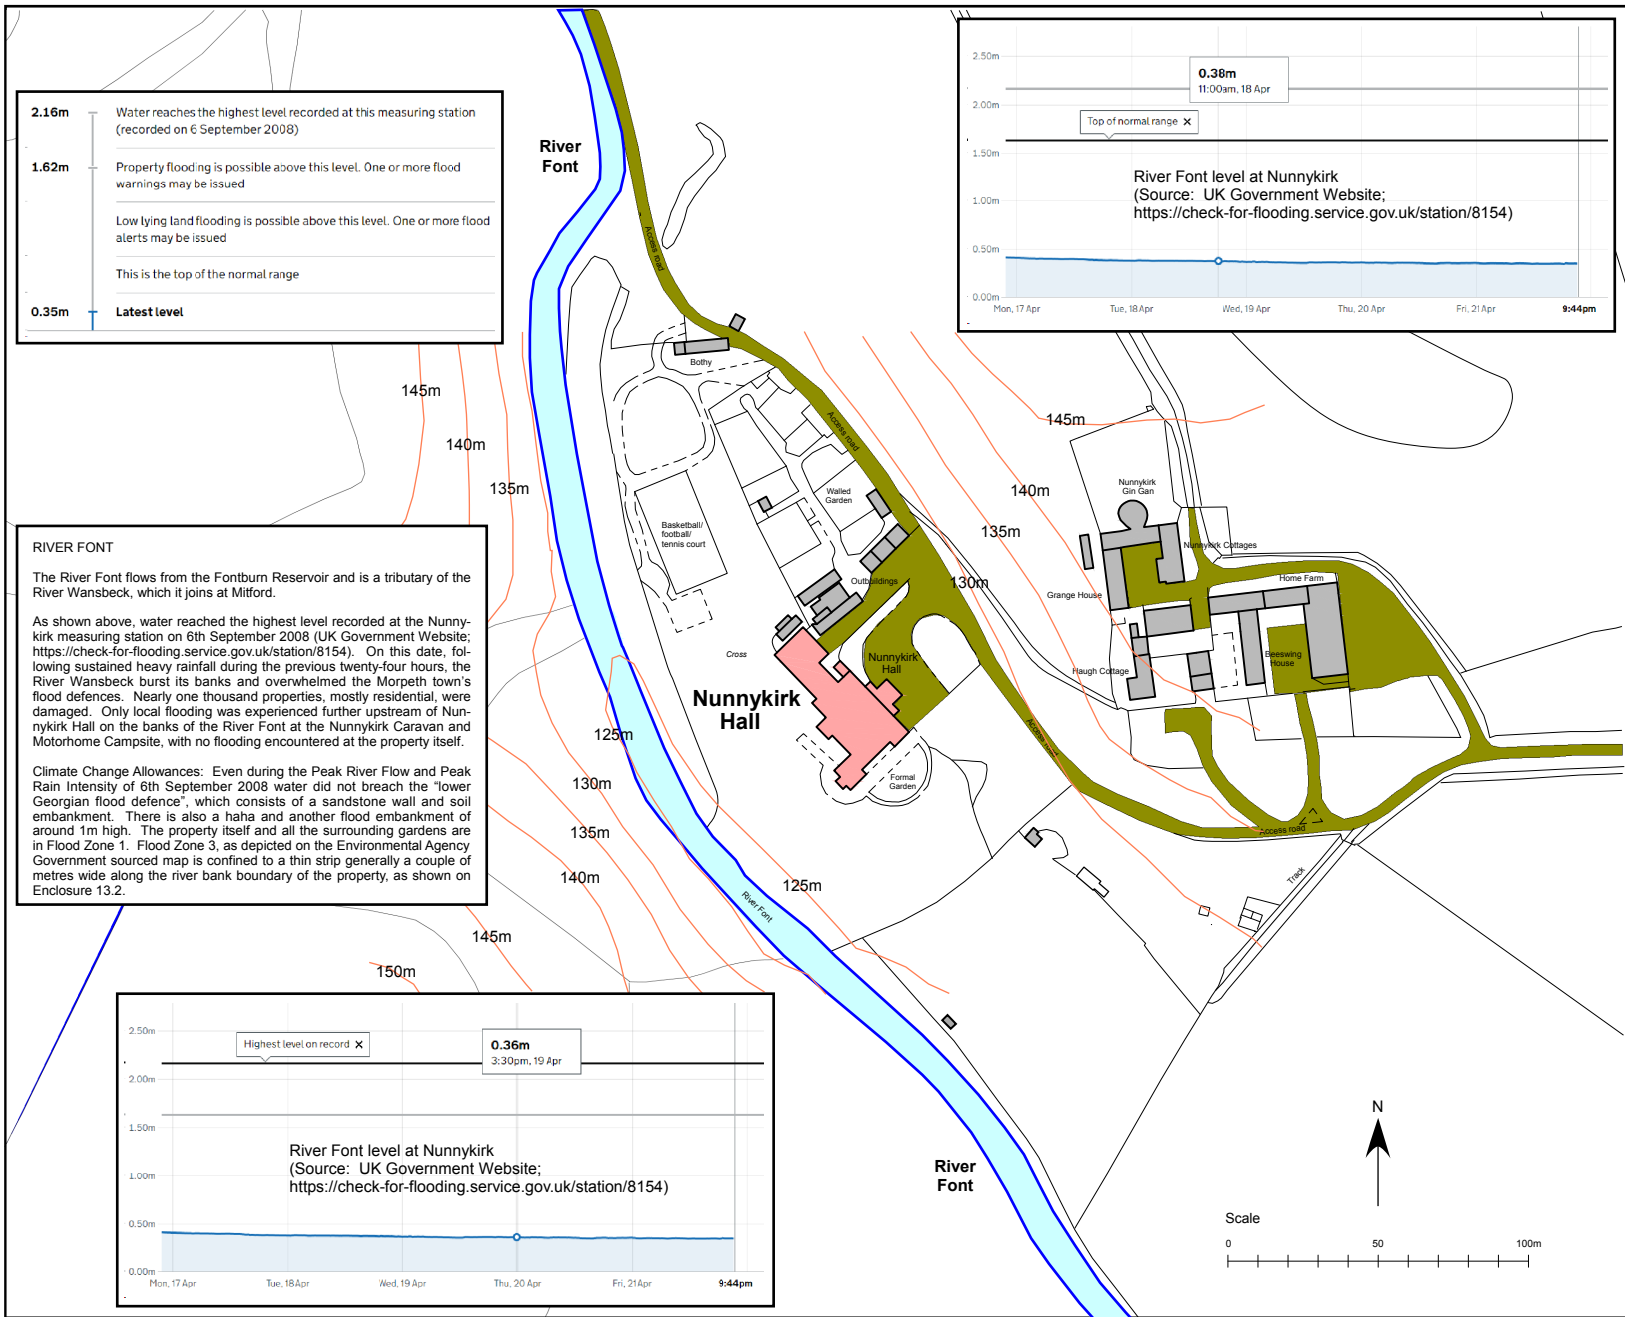 2.16m
Water reaches the highest level recorded at this measuring station
(recorded on 6 September 2008)
1.62m
Property flooding is possible above this level. One or more flood
warnings may be issued
Low lying land flooding is possible above this level. One or more flood
alerts may be issued
This is the top of the normal range
0.35m
Latest level
River
Font
2.50m
2.00m
1.50m
1.00m
0.50m
0.00m
0.38m
11:00am, 18 Apr
Top of normal range ×
River Font level at Nunnykirk
(Source: UK Government Website;
https://check-for-flooding.service.gov.uk/station/8154)
Mon, 17 Apr
Tue, 18 Apr
Wed, 19 Apr
Thu, 20 Apr
Fri, 21 Apr
9:44pm
Access road
Bothy
145m
140m
135m
Access road
145m
140m
135m
130m
Walled
Garden
Basketball/
football/
tennis court
Outbuildings
Nunnykirk
Gin Gan
Nunnykirk Cottages
Home Farm
Grange House
Haugh Cottage
Beeswing
House
Cross
Nunnykirk
Hall
Nunnykirk
Hall
Formal
Garden
Access road
Access road
Track
RIVER FONT
The River Font flows from the Fontburn Reservoir and is a tributary of the
River Wansbeck, which it joins at Mitford.
As shown above, water reached the highest level recorded at the Nunny-
kirk measuring station on 6th September 2008 (UK Government Website;
https://check-for-flooding.service.gov.uk/station/8154). On this date, fol-
lowing sustained heavy rainfall during the previous twenty-four hours, the
River Wansbeck burst its banks and overwhelmed the Morpeth town's
flood defences. Nearly one thousand properties, mostly residential, were
damaged. Only local flooding was experienced further upstream of Nun-
nykirk Hall on the banks of the River Font at the Nunnykirk Caravan and
Motorhome Campsite, with no flooding encountered at the property itself.
Climate Change Allowances: Even during the Peak River Flow and Peak
Rain Intensity of 6th September 2008 water did not breach the "lower
Georgian flood defence", which consists of a sandstone wall and soil
embankment. There is also a haha and another flood embankment of
around 1m high. The property itself and all the surrounding gardens are
in Flood Zone 1. Flood Zone 3, as depicted on the Environmental Agency
Government sourced map is confined to a thin strip generally a couple of
metres wide along the river bank boundary of the property, as shown on
Enclosure 13.2.
125m
130m
135m
140m
145m
150m
125m
River Font
2.50m
2.00m
1.50m
1.00m
0.50m
0.00m
Highest level on record ×
0.36m
3:30pm, 19 Apr
River Font level at Nunnykirk
(Source: UK Government Website;
https://check-for-flooding.service.gov.uk/station/8154)
Mon, 17 Apr
Tue, 18 Apr
Wed, 19 Apr
Thu, 20 Apr
Fri, 21 Apr
9:44pm
River
Font
N
Scale
0
50
100m